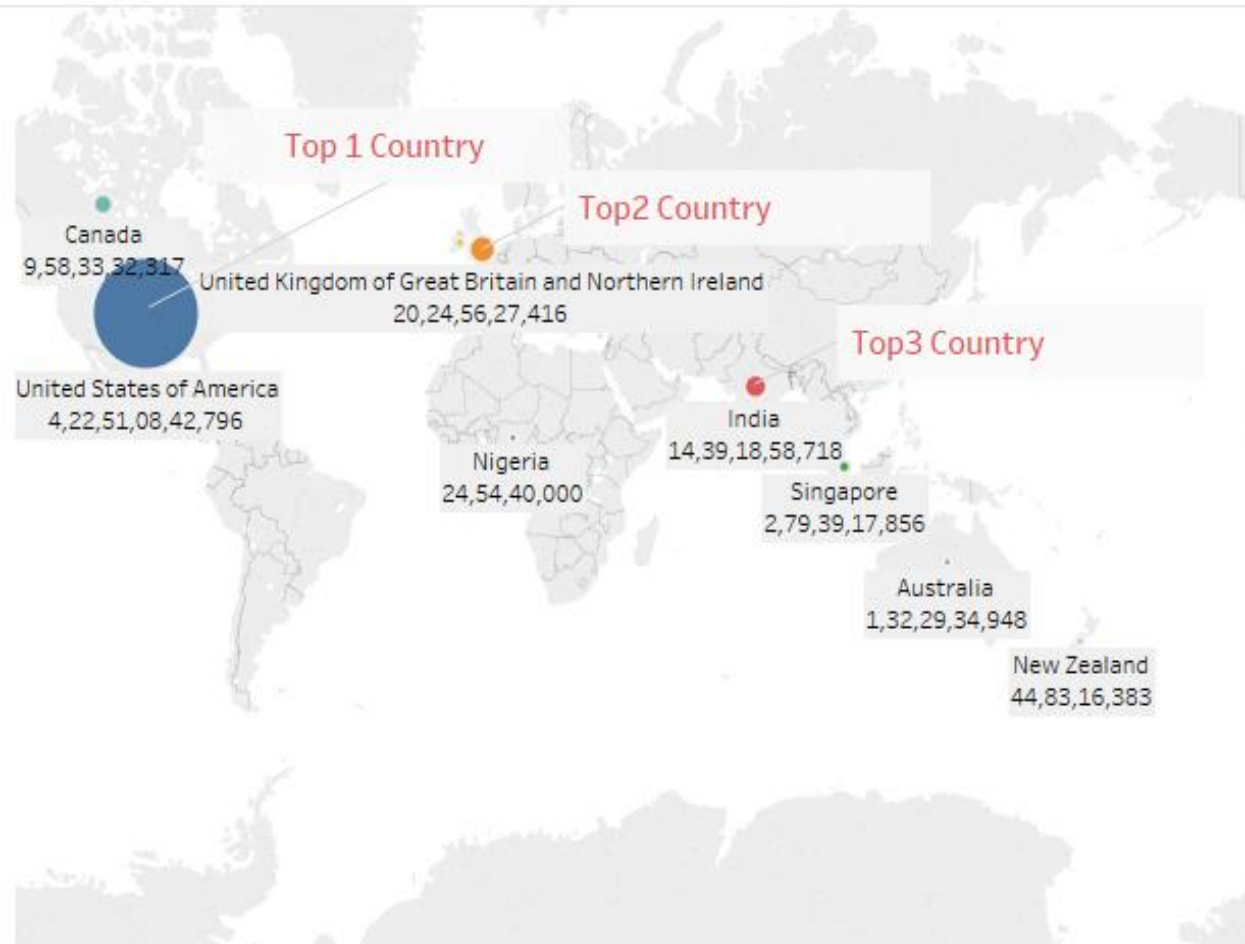 Top 1 Country
Top2 Country
Canada
9,58,33,32,317
United Kingdom of Great Britain and Northern Ireland
20,24,56,27,416
Top3 Country
United States of America
4,22,51,08,42,796
India
14,39,18,58,718
Nigeria
24,54,40,000
Singapore
2,79,39,17,856
Australia
1,32,29,34,948
New Zealand
44,83,16,383